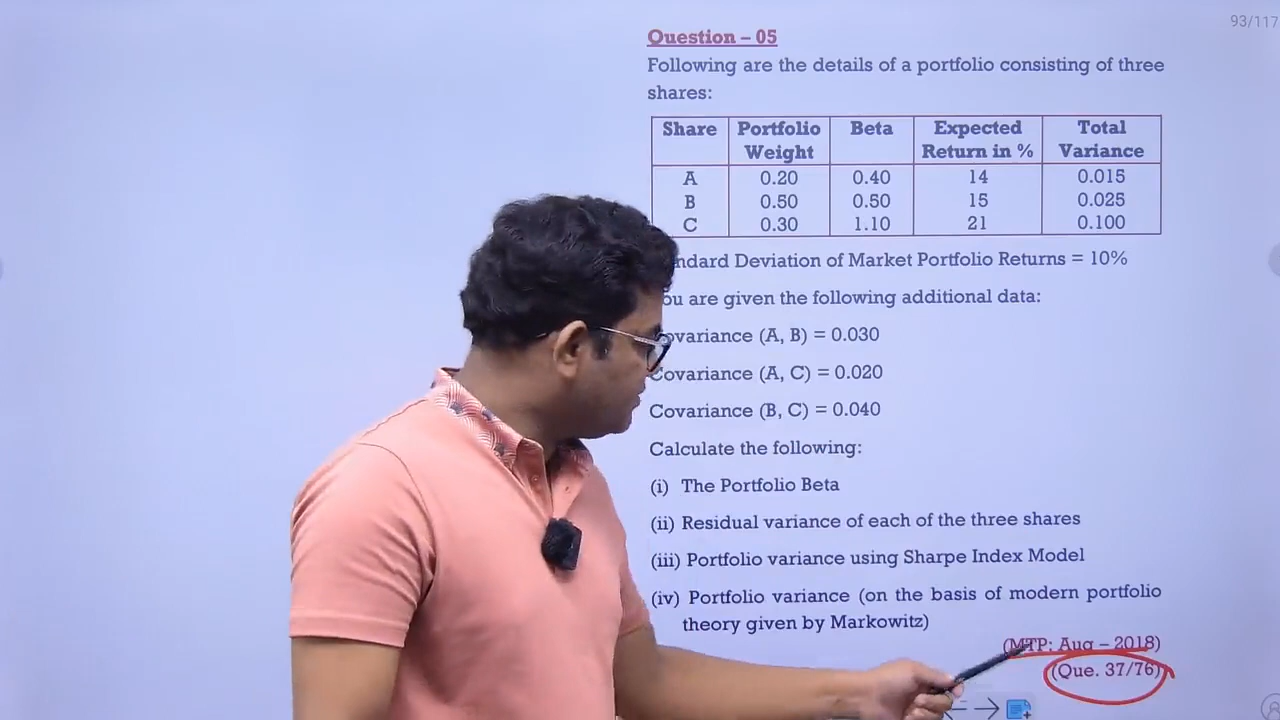 93/117
Question – 05
Following are the details of a portfolio consisting of three
shares:
Share Portfolio Weight Beta Expected Return in % Total Variance
A 0.20 0.40 14 0.015
B 0.50 0.50 15 0.025
C 0.30 1.10 21 0.100
ndard Deviation of Market Portfolio Returns = 10%
ou are given the following additional data:
ovariance (A, B) = 0.030
Covariance (A, C) = 0.020
Covariance (B, C) = 0.040
Calculate the following:
(i) The Portfolio Beta
(ii) Residual variance of each of the three shares
(iii) Portfolio variance using Sharpe Index Model
(iv) Portfolio variance (on the basis of modern portfolio
theory given by Markowitz)
(MTP: Aug – 2018)
(Que. 37/76)